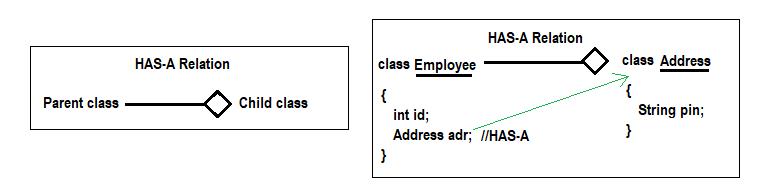 HAS-A Relation
Parent class Child class
HAS-A Relation
class Employee class Address
{
int id;
Address adr; //HAS-A
}
{
String pin;
}